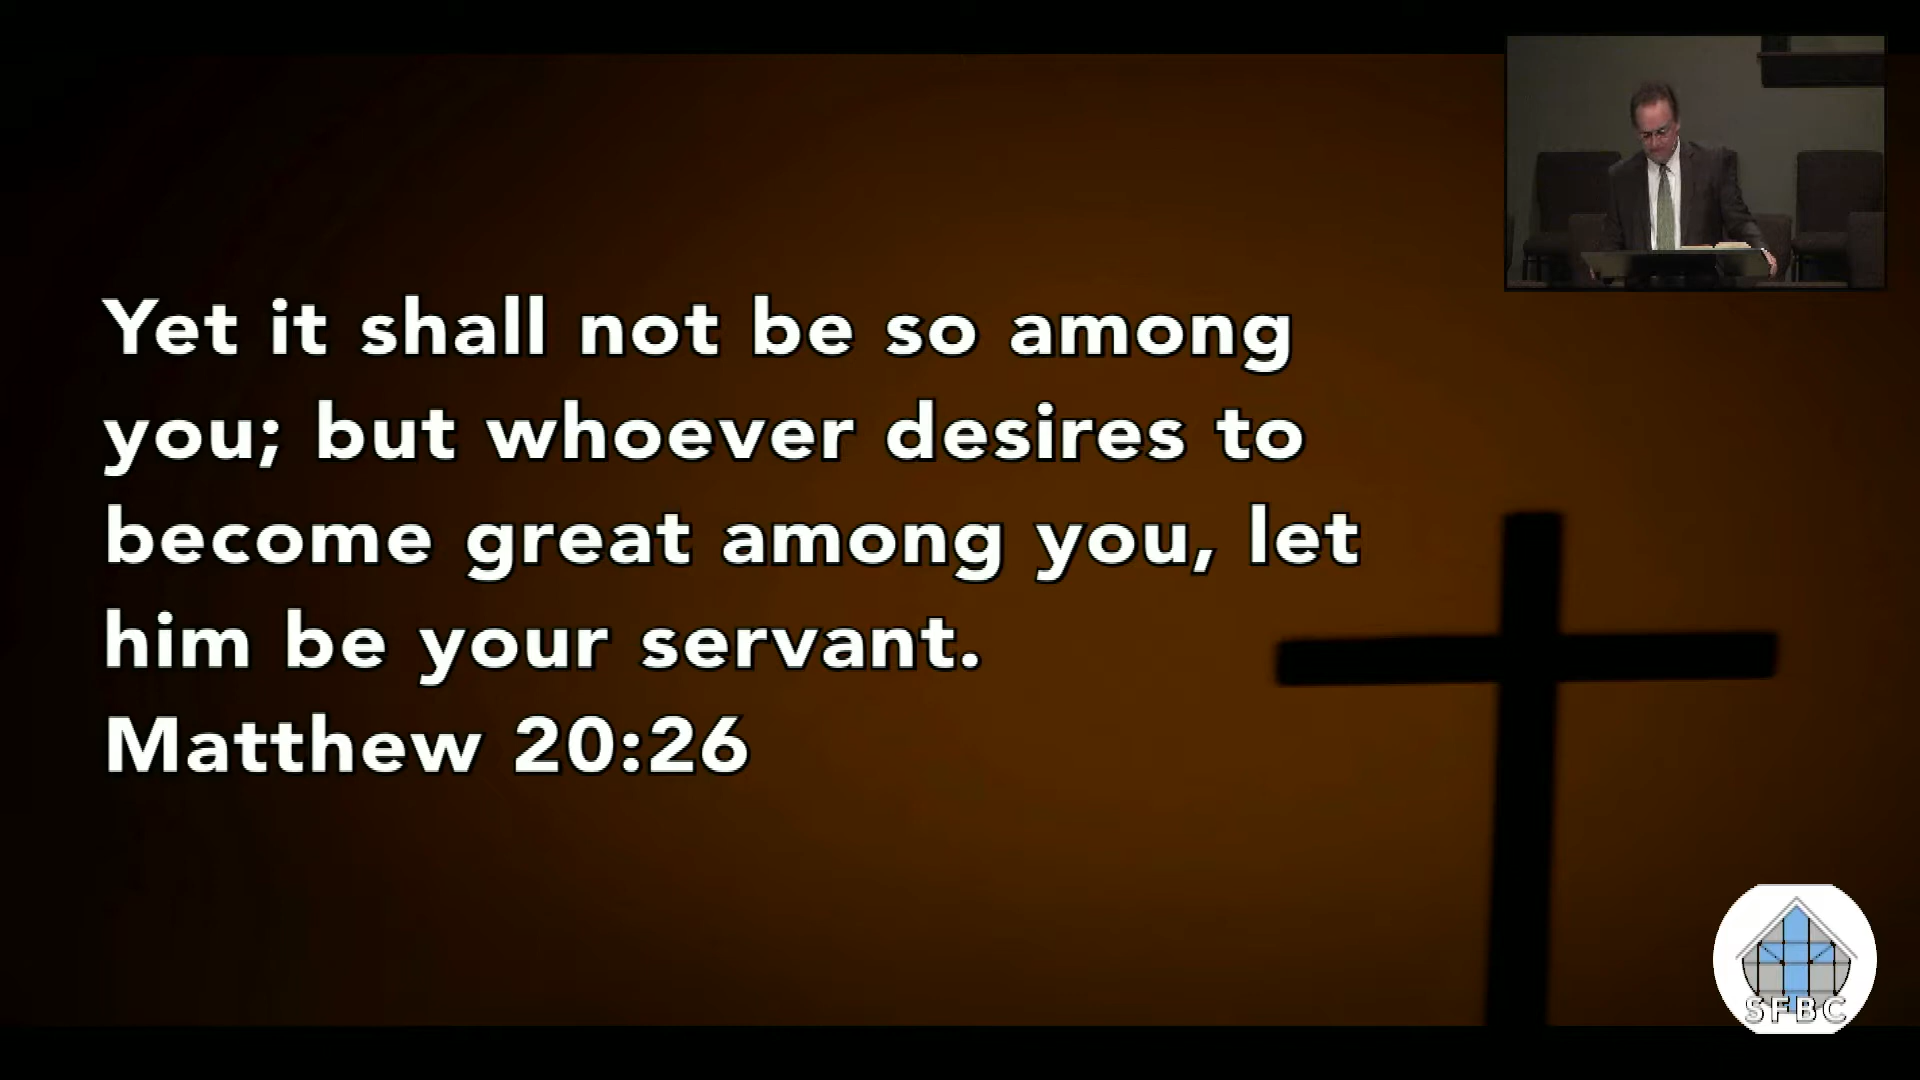 Yet it shall not be so among
you; but whoever desires to
become great among you, let
him be your servant.
Matthew 20:26
SFBC